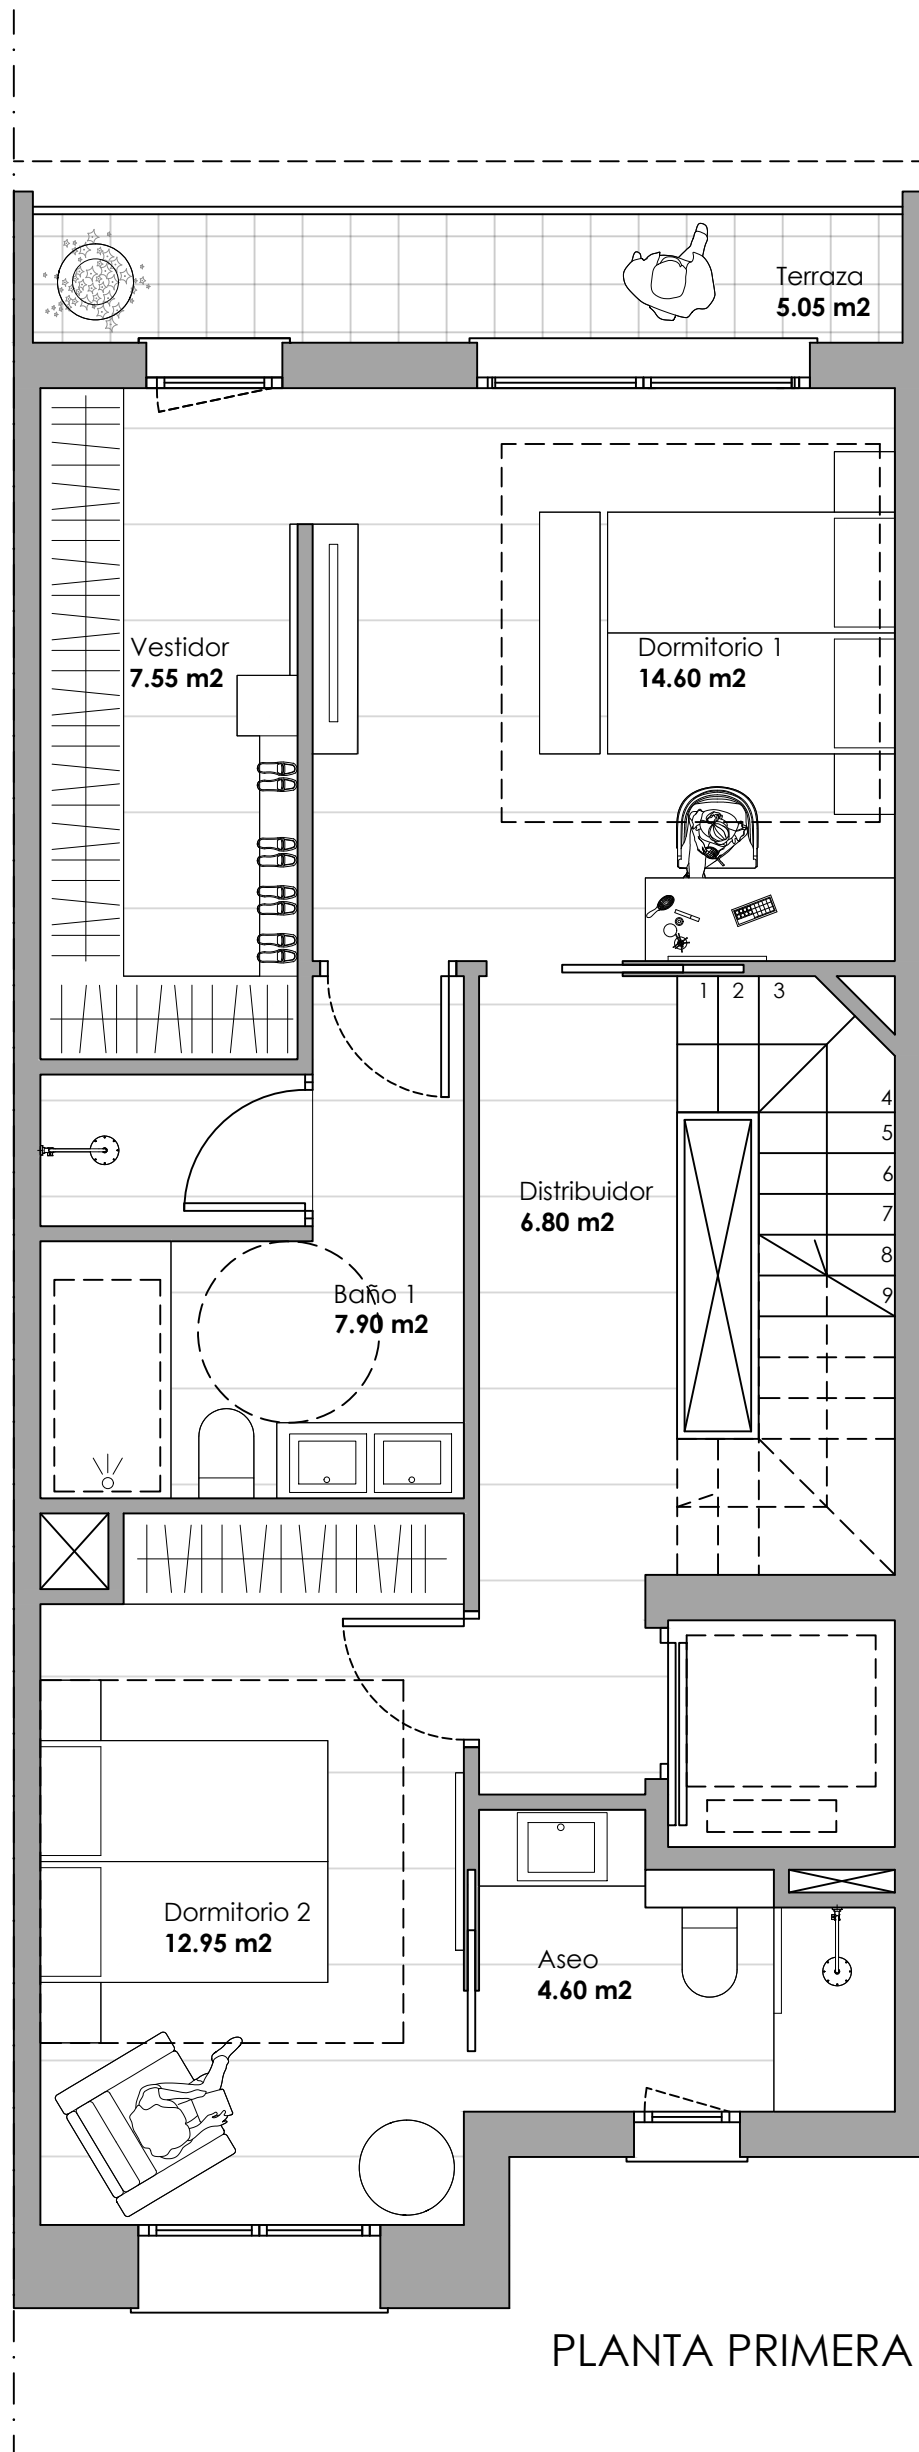 Terraza
5.05 m2
Vestidor
7.55 m2
Dormitorio 1
14.60 m2
1 2 3
4
5
6
7
8
9
Distribuidor
6.80 m2
Baño 1
7.90 m2
Dormitorio 2
12.95 m2
Aseo
4.60 m2
PLANTA PRIMERA